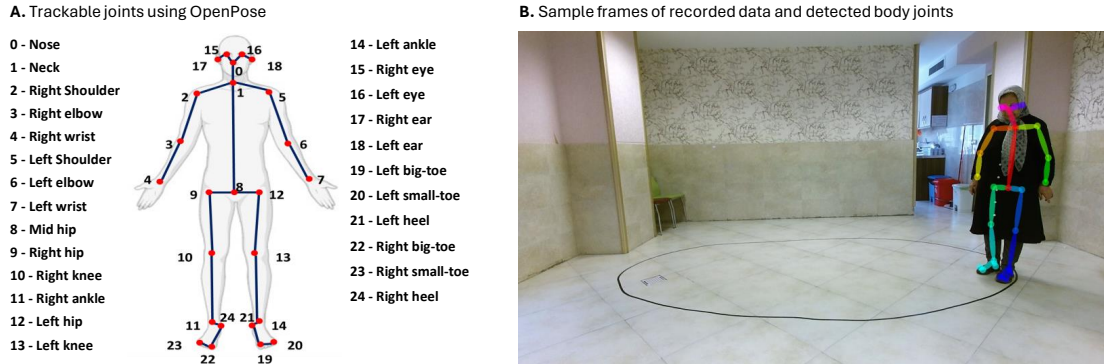 A. Trackable joints using OpenPose
0 - Nose
1 - Neck
2 - Right Shoulder
3 - Right elbow
4 - Right wrist
5 - Left Shoulder
6 - Left elbow
7 - Left wrist
8 - Mid hip
9 - Right hip
10 - Right knee
11 - Right ankle
12 - Left hip
13 - Left knee
15 16
17 18
0
1
2 5
3 6
4 7
8
9 12
10 13
11 24 21 14
23 20
22 19
14 - Left ankle
15 - Right eye
16 - Left eye
17 - Right ear
18 - Left ear
19 - Left big-toe
20 - Left small-toe
21 - Left heel
22 - Right big-toe
23 - Right small-toe
24 - Right heel
B. Sample frames of recorded data and detected body joints